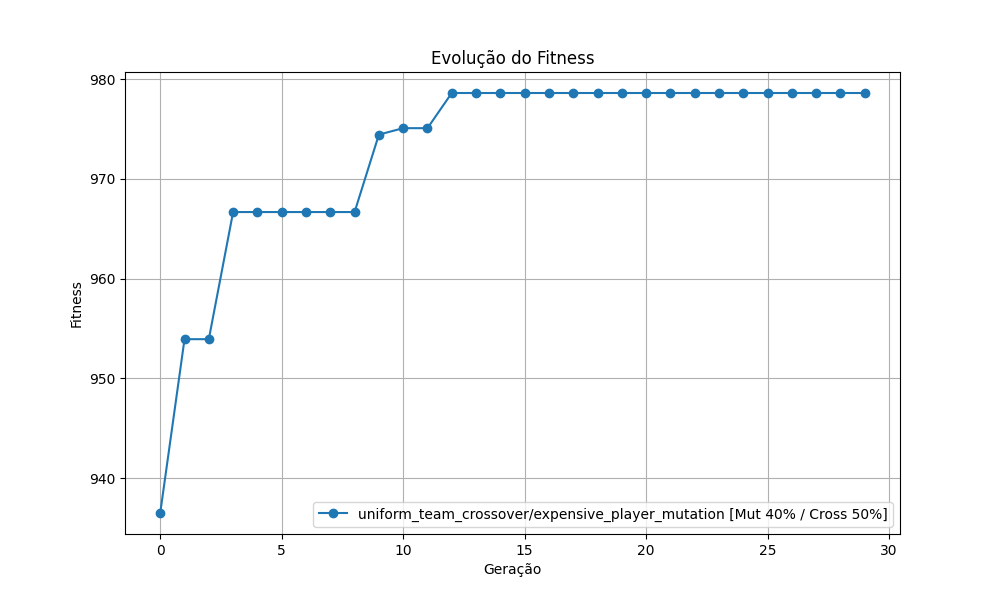 Evolução do Fitness
Fitness
980
970
960
950
940
uniform_team_crossover/expensive_player_mutation [Mut 40% / Cross 50%]
0 5 10 15 20 25 30
Geração